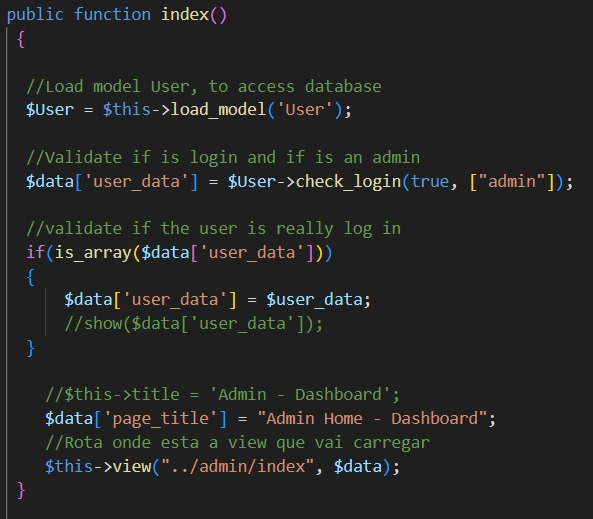 public function index()
{
//Load model User, to access database
$User = $this->load_model('User');
//Validate if is login and if is an admin
$data['user_data'] = $User->check_login(true, ["admin"]);
//validate if the user is really log in
if(is_array($data['user_data']))
{
$data['user_data'] = $user_data;
//show($data['user_data']);
}
//$this->title = 'Admin - Dashboard';
$data['page_title'] = "Admin Home - Dashboard";
//Rota onde esta a view que vai carregar
$this->view("../admin/index", $data);
}